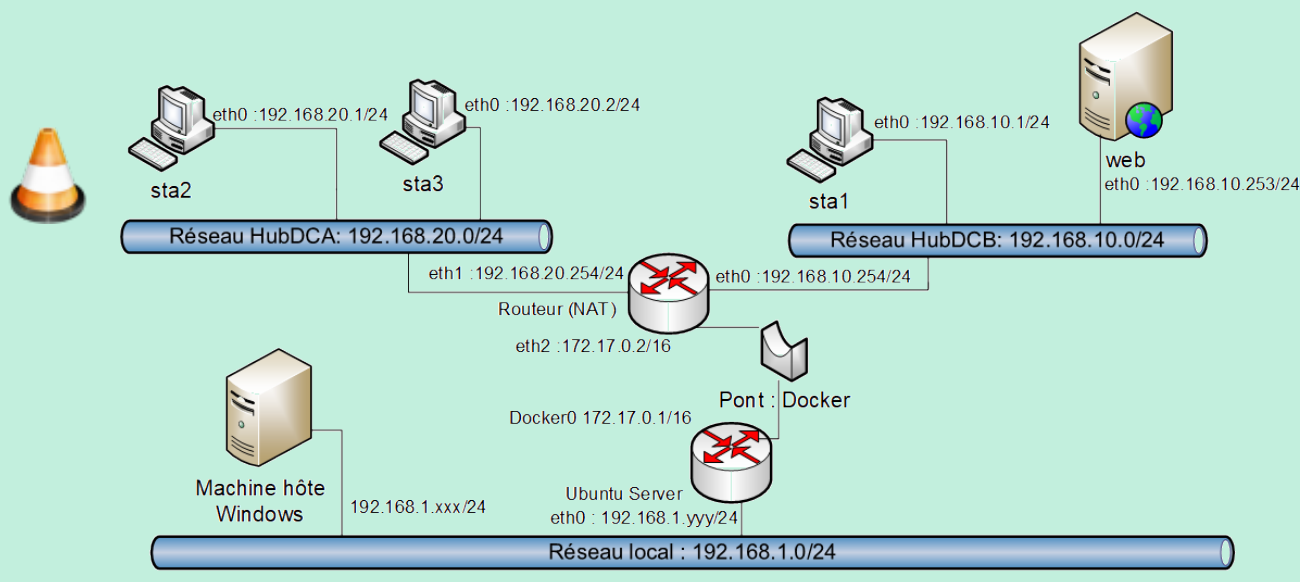 eth0 :192.168.20.1/24
eth0 :192.168.20.2/24
eth0 :192.168.10.1/24
sta2
sta3
sta1
web
eth0 :192.168.10.253/24
Réseau HubDCA: 192.168.20.0/24
Réseau HubDCB: 192.168.10.0/24
eth1 :192.168.20.254/24
eth0 :192.168.10.254/24
Routeur (NAT)
eth2 :172.17.0.2/16
Pont : Docker
Docker0 172.17.0.1/16
Machine hôte
Windows
192.168.1.xxx/24
Ubuntu Server
eth0 : 192.168.1.yyy/24
Réseau local : 192.168.1.0/24